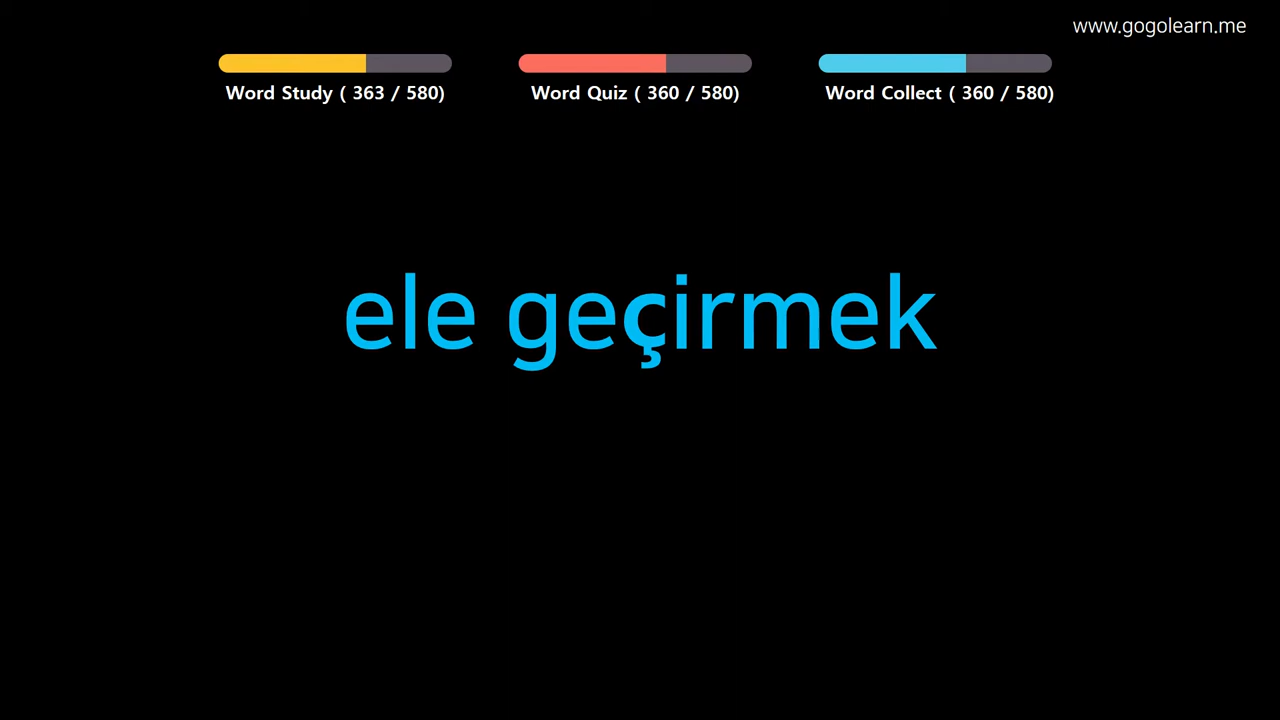 www.gogolearn.me
Word Study ( 363 / 580)
Word Quiz ( 360 / 580)
Word Collect ( 360 / 580)
ele geçirmek